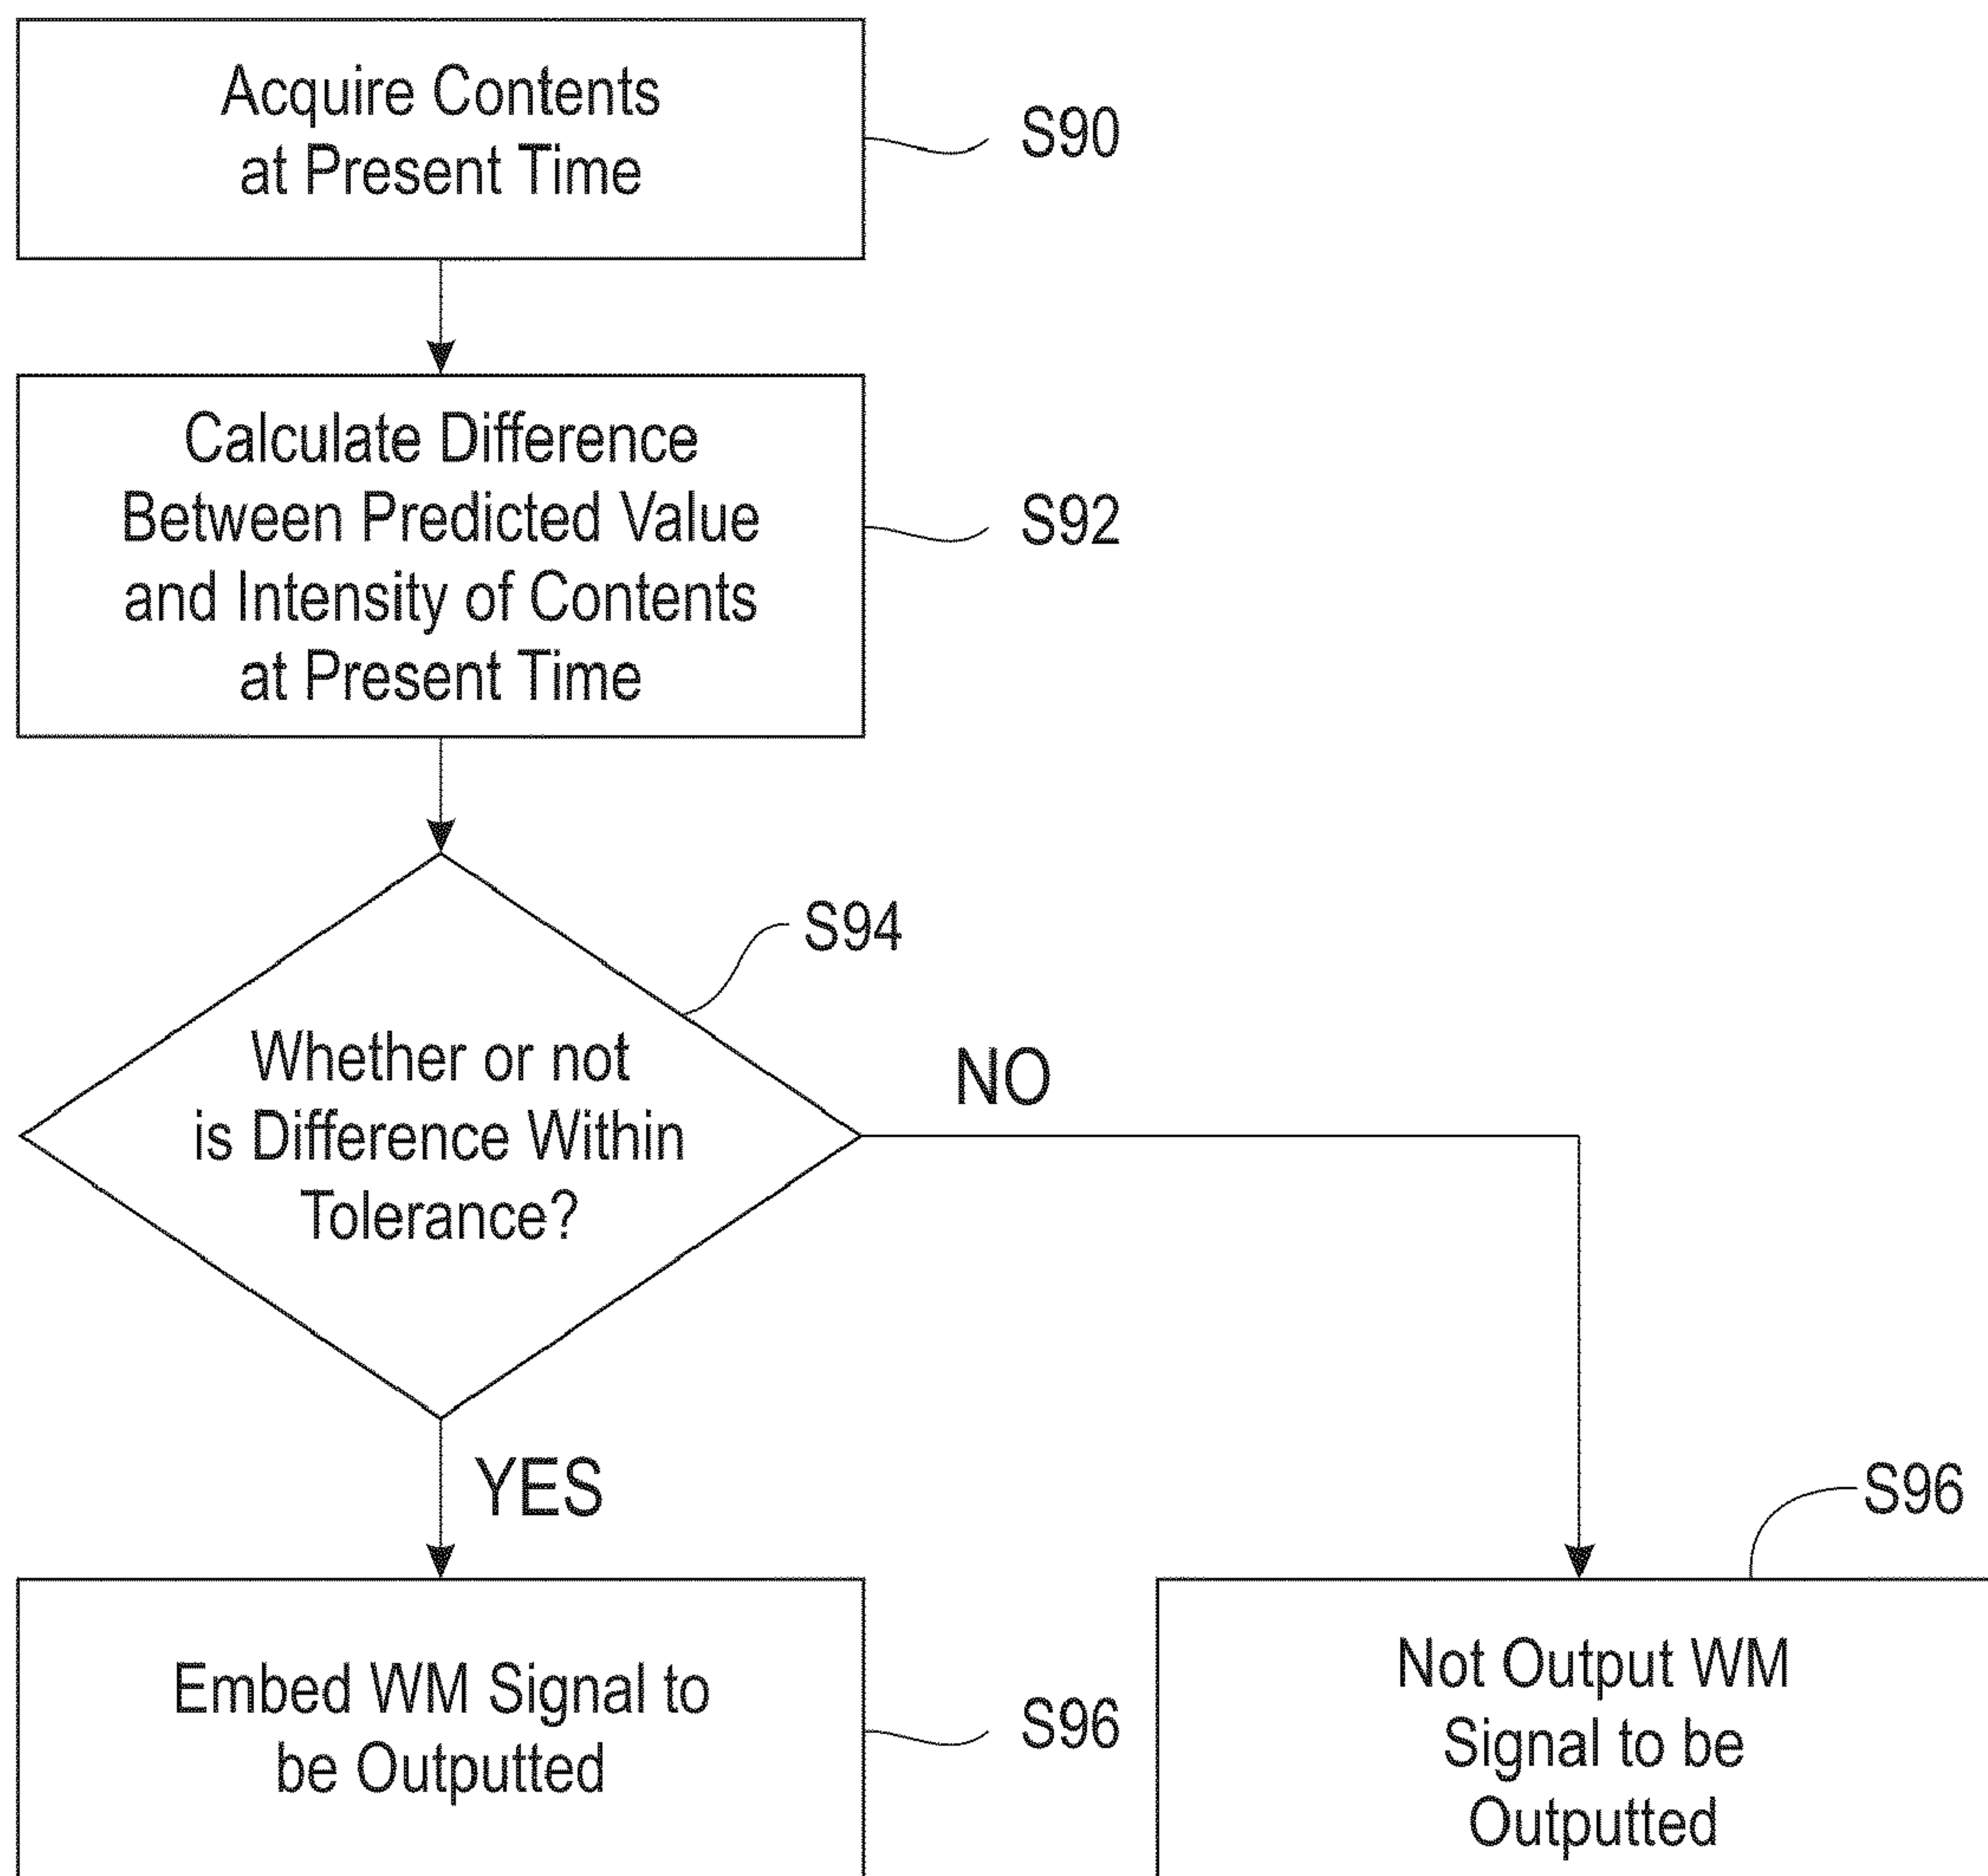 Acquire Contents
at Present Time
S90
Calculate Difference
Between Predicted Value
and Intensity of Contents
at Present Time
S92
S94
Whether or not
is Difference Within
Tolerance?
NO
YES
S96
Embed WM Signal to
be Outputted
S96
Not Output WM
Signal to be
Outputted